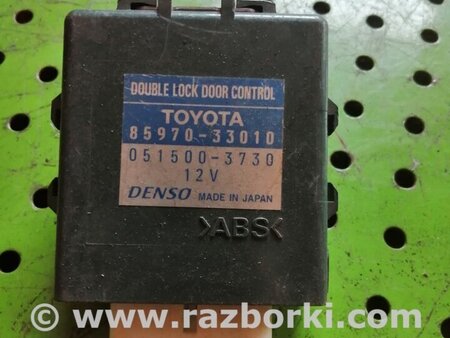 DOUBLE LOCK DOOR CONTROL
TOYOTA
85970-33010
051500-3730
12V
DENSO MADE IN JAPAN
>ABS<
© www.razborki.com